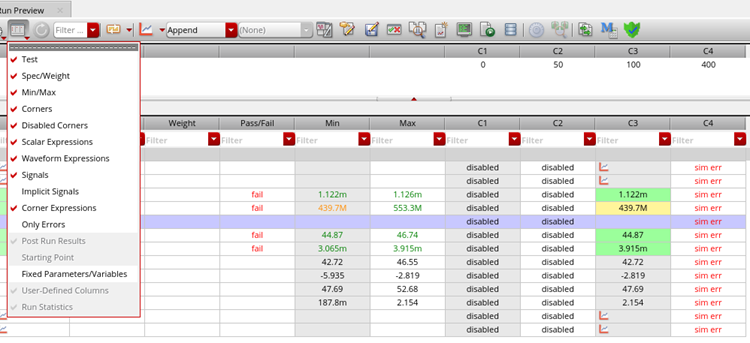 Run Preview
Filter ... Append (None)
C1 C2 C3 C4
0 50 100 400
Test
Spec/Weight
Min/Max
Corners
Disabled Corners
Scalar Expressions
Waveform Expressions
Signals
Implicit Signals
Corner Expressions
Only Errors
Post Run Results
Starting Point
Fixed Parameters/Variables
User-Defined Columns
Run Statistics
Weight Pass/Fail Min Max C1 C2 C3 C4
Filter Filter Filter Filter Filter Filter Filter Filter
disabled disabled sim err
disabled disabled sim err
fail 1.122m 1.126m disabled disabled 1.122m sim err
fail 439.7M 553.3M disabled disabled 439.7M sim err
disabled disabled sim err
fail 44.87 46.74 disabled disabled 44.87 sim err
fail 3.065m 3.915m disabled disabled 3.915m sim err
42.72 46.55 disabled disabled 42.72 sim err
-5.935 -2.819 disabled disabled -2.819 sim err
47.69 52.68 disabled disabled 47.69 sim err
187.8m 2.154 disabled disabled 2.154 sim err
disabled disabled sim err
disabled disabled sim err